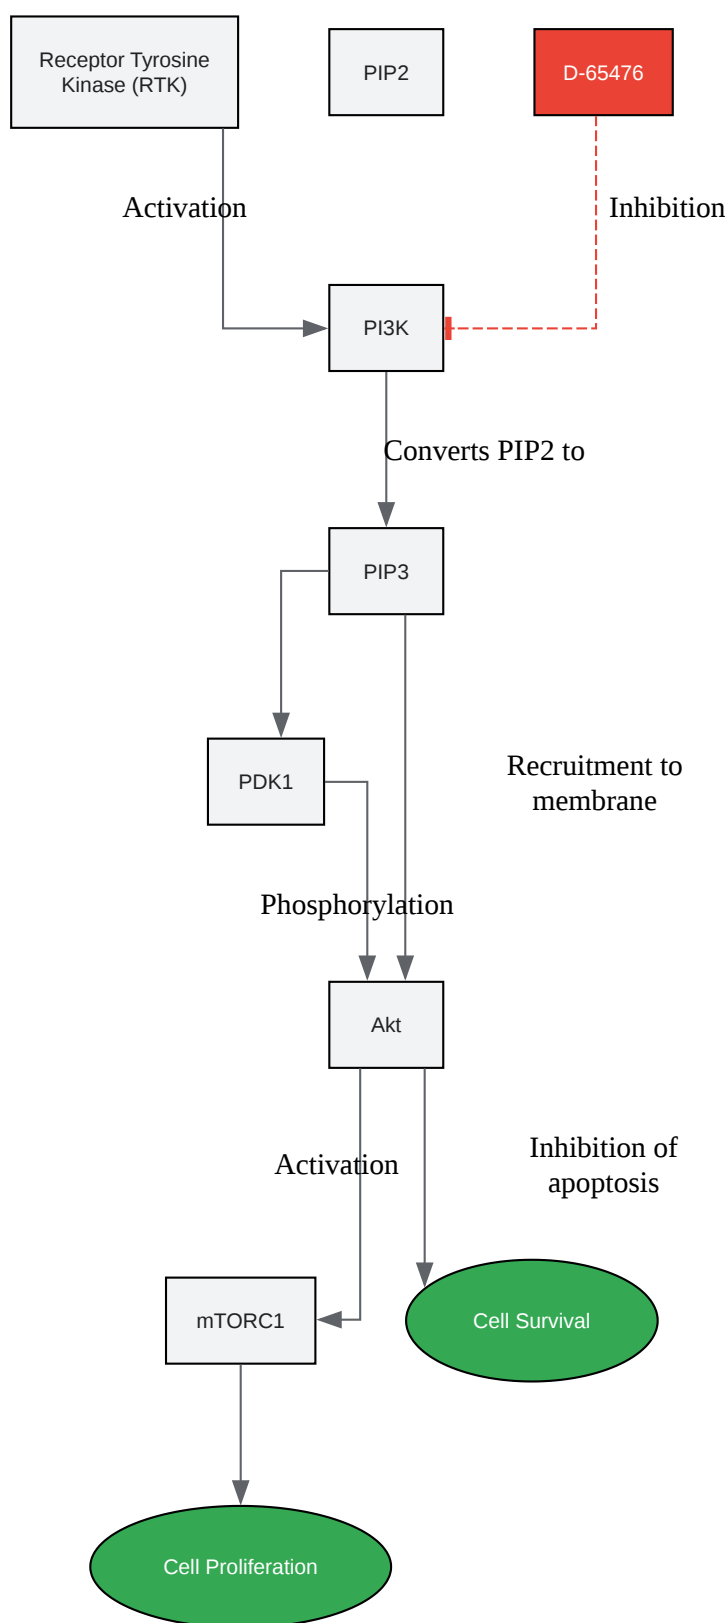 Receptor Tyrosine
Kinase (RTK)
PIP2
D-65476
Activation
Inhibition
PI3K
Converts PIP2 to
PIP3
PDK1
Recruitment to
membrane
Phosphorylation
Akt
Activation
Inhibition of
apoptosis
mTORC1
Cell Survival
Cell Proliferation